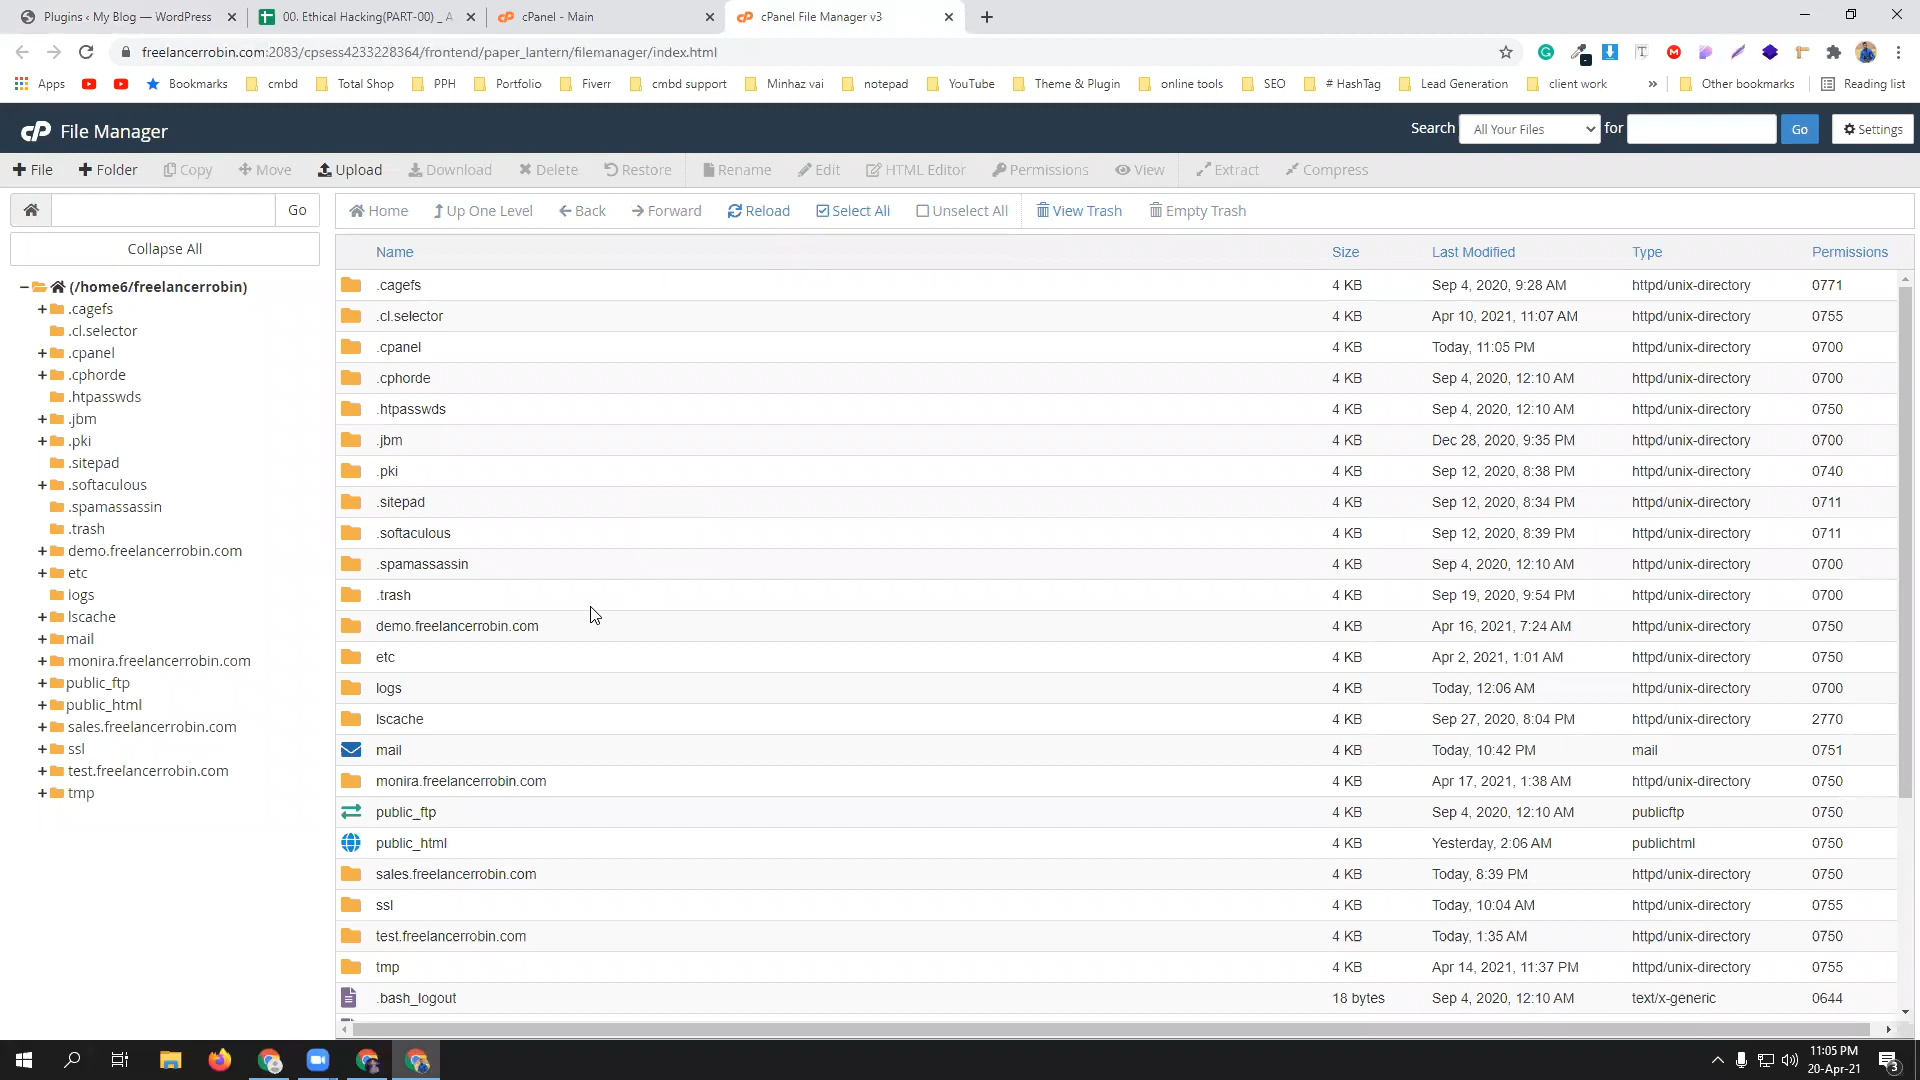 Plugins ‹ My Blog — WordPress
00. Ethical Hacking(PART-00) _ A
cPanel - Main
cPanel File Manager v3
freelancerrobin.com:2083/cpsess4233228364/frontend/paper_lantern/filemanager/index.html
Apps Bookmarks cmbd Total Shop PPH Portfolio Fiverr cmbd support Minhaz vai notepad YouTube Theme & Plugin online tools SEO # HashTag Lead Generation client work » Other bookmarks Reading list
cP File Manager Search All Your Files for Go Settings
File Folder Copy Move Upload Download Delete Restore Rename Edit HTML Editor Permissions View Extract Compress
Go Home Up One Level Back Forward Reload Select All Unselect All View Trash Empty Trash
Collapse All
(/home6/freelancerrobin)
.cagefs
.cl.selector
.cpanel
.cphorde
.htpasswds
.jbm
.pki
.sitepad
.softaculous
.spamassassin
.trash
demo.freelancerrobin.com
etc
logs
lscache
mail
monira.freelancerrobin.com
public_ftp
public_html
sales.freelancerrobin.com
ssl
test.freelancerrobin.com
tmp
Name Size Last Modified Type Permissions
.cagefs 4 KB Sep 4, 2020, 9:28 AM httpd/unix-directory 0771
.cl.selector 4 KB Apr 10, 2021, 11:07 AM httpd/unix-directory 0755
.cpanel 4 KB Today, 11:05 PM httpd/unix-directory 0700
.cphorde 4 KB Sep 4, 2020, 12:10 AM httpd/unix-directory 0700
.htpasswds 4 KB Sep 4, 2020, 12:10 AM httpd/unix-directory 0750
.jbm 4 KB Dec 28, 2020, 9:35 PM httpd/unix-directory 0700
.pki 4 KB Sep 12, 2020, 8:38 PM httpd/unix-directory 0740
.sitepad 4 KB Sep 12, 2020, 8:34 PM httpd/unix-directory 0711
.softaculous 4 KB Sep 12, 2020, 8:39 PM httpd/unix-directory 0711
.spamassassin 4 KB Sep 4, 2020, 12:10 AM httpd/unix-directory 0700
.trash 4 KB Sep 19, 2020, 9:54 PM httpd/unix-directory 0700
demo.freelancerrobin.com 4 KB Apr 16, 2021, 7:24 AM httpd/unix-directory 0750
etc 4 KB Apr 2, 2021, 1:01 AM httpd/unix-directory 0750
logs 4 KB Today, 12:06 AM httpd/unix-directory 0700
lscache 4 KB Sep 27, 2020, 8:04 PM httpd/unix-directory 2770
mail 4 KB Today, 10:42 PM mail 0751
monira.freelancerrobin.com 4 KB Apr 17, 2021, 1:38 AM httpd/unix-directory 0750
public_ftp 4 KB Sep 4, 2020, 12:10 AM publicftp 0750
public_html 4 KB Yesterday, 2:06 AM publichtml 0750
sales.freelancerrobin.com 4 KB Today, 8:39 PM httpd/unix-directory 0750
ssl 4 KB Today, 10:04 AM httpd/unix-directory 0755
test.freelancerrobin.com 4 KB Today, 1:35 AM httpd/unix-directory 0750
tmp 4 KB Apr 14, 2021, 11:37 PM httpd/unix-directory 0755
.bash_logout 18 bytes Sep 4, 2020, 12:10 AM text/x-generic 0644
11:05 PM
20-Apr-21
3